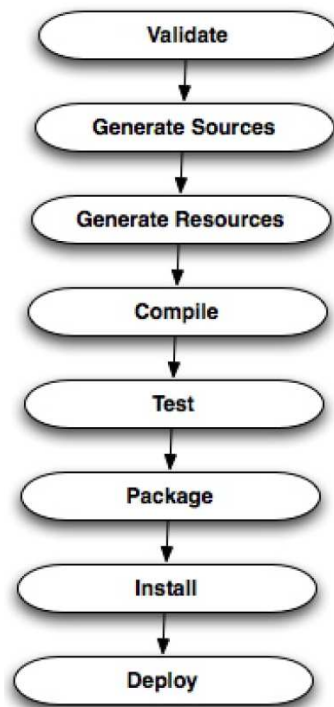 Validate
Generate Sources
Generate Resources
Compile
Test
Package
Install
Deploy